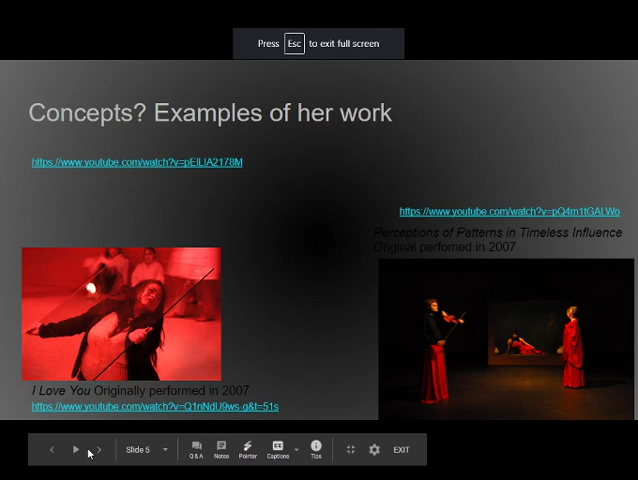 Press Esc to exit full screen
Concepts? Examples of her work
https://www.youtube.com/watch?v=pEILIA2178M
https://www.youtube.com/watch?v=pQ4m1fGALWo
Perceptions of Patterns in Timeless Influence
Original perfomed in 2007
I Love You Originally performed in 2007
https://www.youtube.com/watch?v=Q1nNdU9ws-g&t=51s
Slide 5
Q & A
Notes
Pointer
Captions
Tips
EXIT